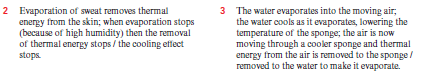 2 Evaporation of sweat removes thermal
energy from the skin; when evaporation stops
(because of high humidity) then the removal
of thermal energy stops / the cooling effect
stops.
3 The water evaporates into the moving air;
the water cools as it evaporates, lowering the
temperature of the sponge; the air is now
moving through a cooler sponge and thermal
energy from the air is removed to the sponge /
removed to the water to make it evaporate.